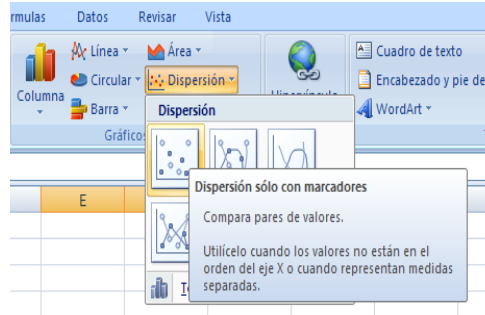 rmulas Datos Revisar Vista
Línea Área Cuadro de texto
Circular Dispersión Encabezado y pie de
Columna
Barra WordArt
Gráficos
Dispersión
E
Dispersión sólo con marcadores
Compara pares de valores.
Utilícelo cuando los valores no están en el
orden del eje X o cuando representan medidas
separadas.